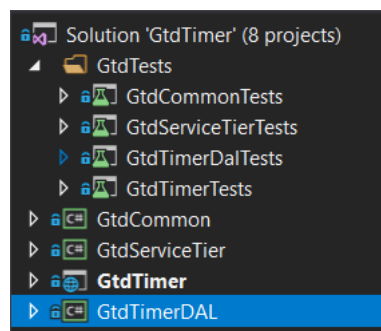 Solution 'GtdTimer' (8 projects)
GtdTests
GtdCommonTests
GtdServiceTierTests
GtdTimerDalTests
GtdTimerTests
C# GtdCommon
C# GtdServiceTier
GtdTimer
C# GtdTimerDAL